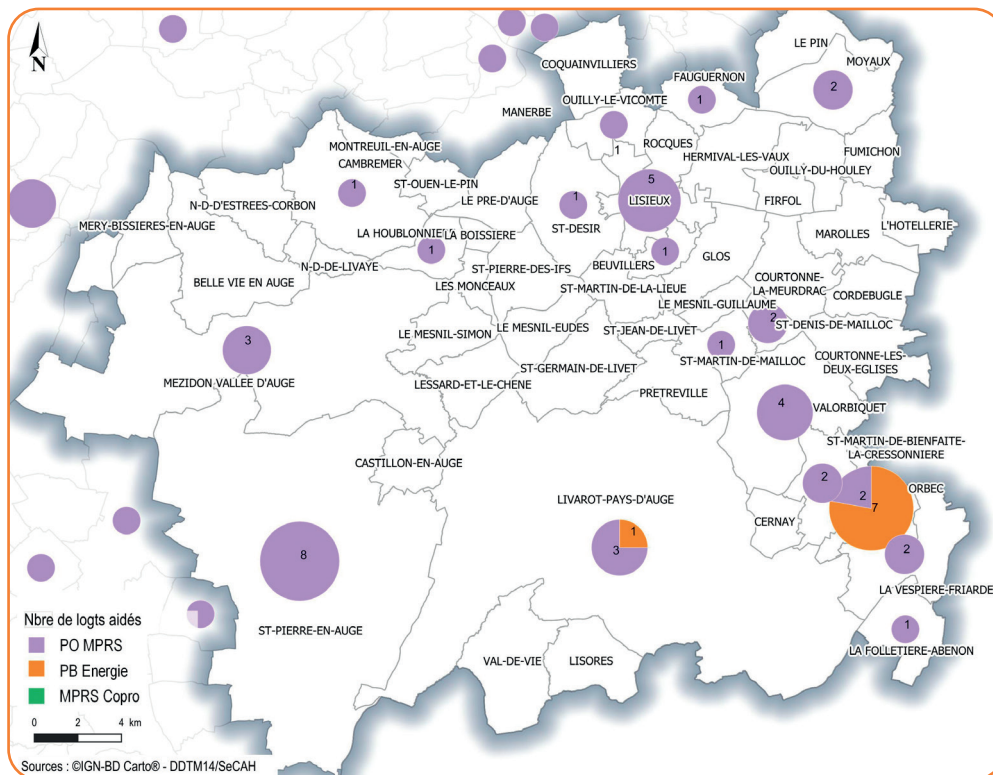 N
LE PIN
MOYAUX
2
COQUAINVILLIERS
FAUGUERNON
1
OUILLY-LE-VICOMTE
MANERBE
ROCQUES
1
MONTREUIL-EN-AUGE
CAMBREMER
HERMIVAL-LES-VAUX
FUMICHON
OUILLY-DU-HOULEY
1
ST-OUEN-LE-PIN
5
LE PRE-D'AUGE
1
LISIEUX
FIRFOL
N-D-D'ESTREES-CORBON
MERY-BISSIERES-EN-AUGE
ST-DESIR
L'HOTELLERIE
LA HOUBLONNIE
LA BOISSIERE
MAROLLES
1
1
GLOS
N-D-DE-LIVAYE
ST-PIERRE-DES-IFS
BEUVILLERS
BELLE VIE EN AUGE
LES MONCEAUX
ST-MARTIN-DE-LA-LIEUE
COURTONNE-
LA-MEURDRAC
CORDEBUGLE
LE MESNIL-GUILLAUME
2
LE MESNIL-SIMON
LE MESNIL-EUDES
ST-JEAN-DE-LIVET
ST-DENIS-DE-MAILLOC
3
1
ST-MARTIN-DE-MAILLOC
COURTONNE-LES-
DEUX-EGLISES
MEZIDON VALLEE D'AUGE
LESSARD-ET-LE-CHENE
ST-GERMAIN-DE-LIVET
PRETREVILLE
4
VALORBIQUET
CASTILLON-EN-AUGE
ST-MARTIN-DE-BIENFAITE-
LA-CRESSONNIERE
2
ORBEC
LIVAROT-PAYS-D'AUGE
2
7
CERNAY
1
3
8
2
LA VESPIERE-FRIARDE
ST-PIERRE-EN-AUGE
1
LA FOLLETIERE-ABENON
VAL-DE-VIE
LISORES
Nbre de logts aidés
PO MPRS
PB Energie
MPRS Copro
0 2 4 km
Sources : ©IGN-BD Carto® - DDTM14/SeCAH